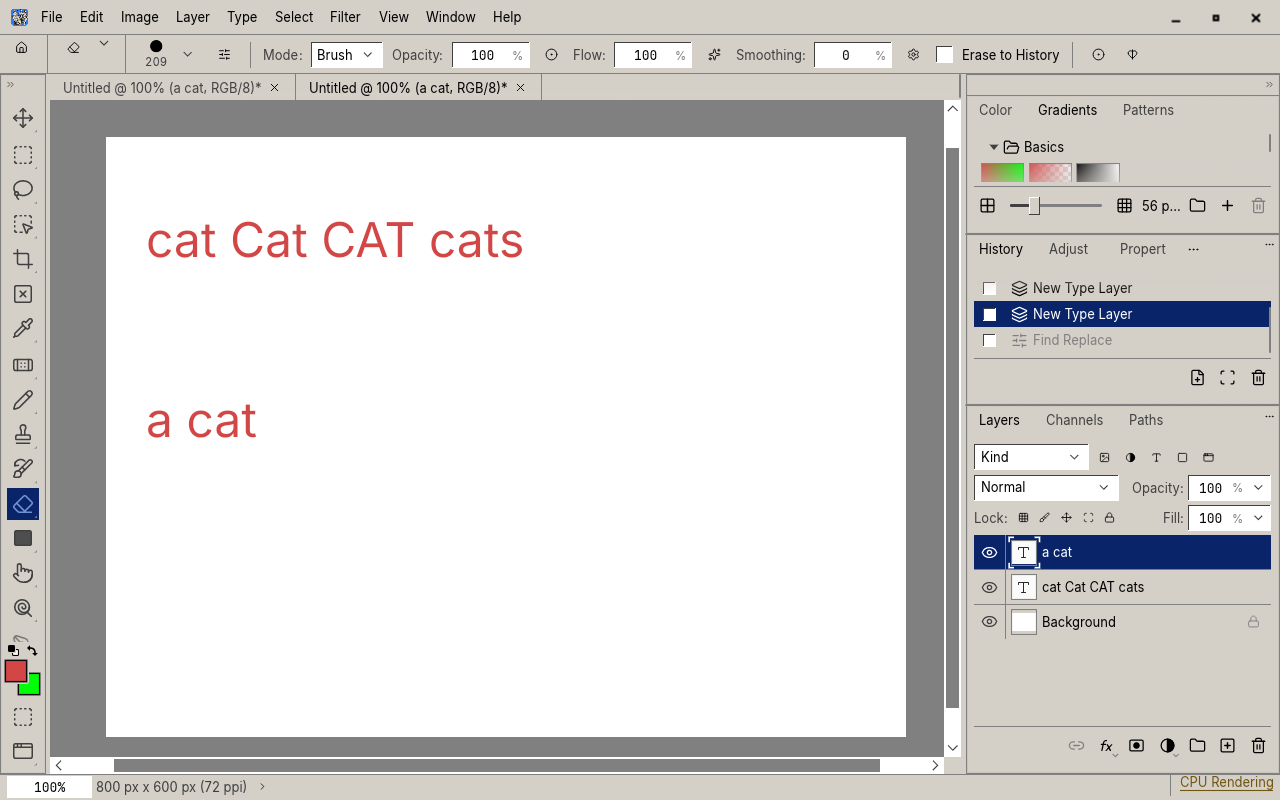 File Edit Image Layer Type Select Filter View Window Help
209 Mode: Brush Opacity: 100 % Flow: 100 % Smoothing: 0 % Erase to History
Untitled @ 100% (a cat, RGB/8)* Untitled @ 100% (a cat, RGB/8)*
cat Cat CAT cats
a cat
Color Gradients Patterns
Basics
56 p...
History Adjust Propert
New Type Layer
New Type Layer
Find Replace
Layers Channels Paths
Kind
Normal Opacity: 100 %
Lock: Fill: 100 %
a cat
cat Cat CAT cats
Background
fx
100% 800 px x 600 px (72 ppi) CPU Rendering